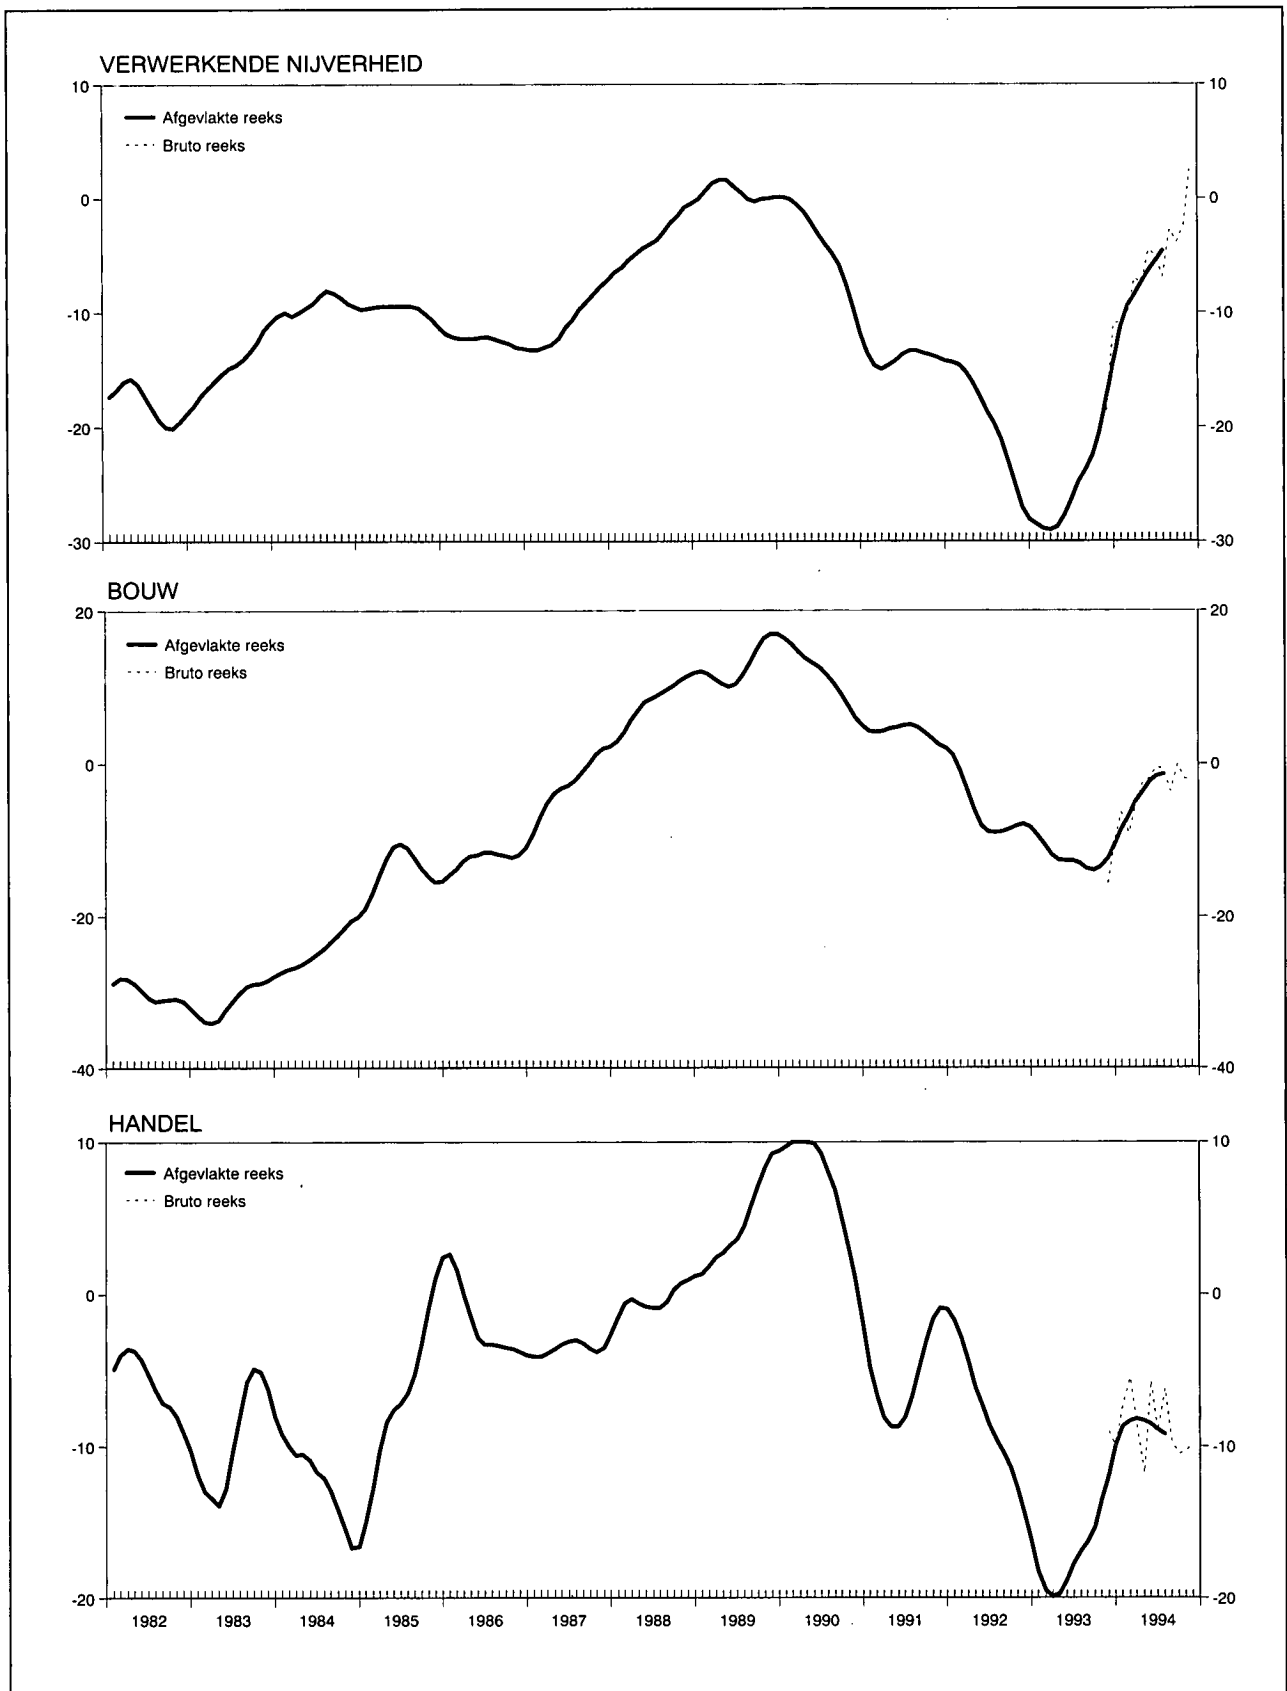 VERWERKENDE NIJVERHEID
10
10
Afgevlakte reeks
Bruto reeks
0
0
-10
-10
-20
-20
-30
-30
BOUW
20
20
Afgevlakte reeks
Bruto reeks
0
0
-20
-20
-40
-40
HANDEL
10
10
Afgevlakte reeks
Bruto reeks
0
0
-10
-10
-20
-20
1982 1983 1984 1985 1986 1987 1988 1989 1990 1991 1992 1993 1994